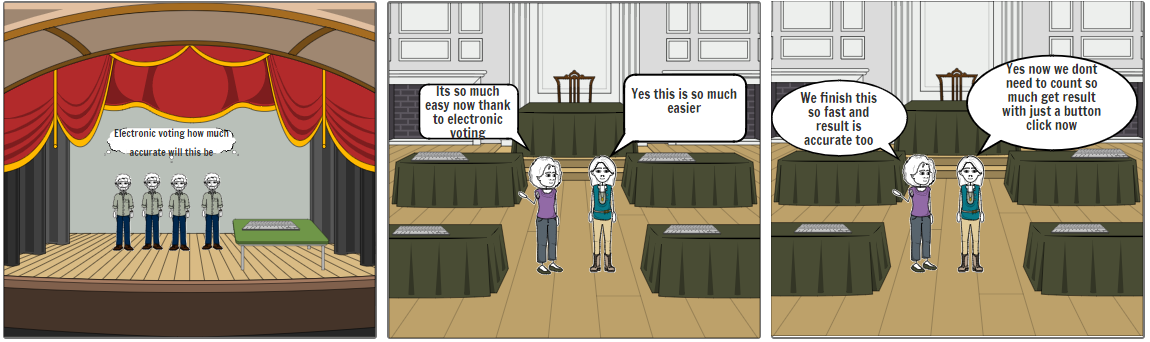 Electronic voting how much
accurate will this be
Its so much
easy now thank
to electronic
voting
Yes this is so much
easier
We finish this
so fast and
result is
accurate too
Yes now we dont
need to count so
much get result
with just a button
click now